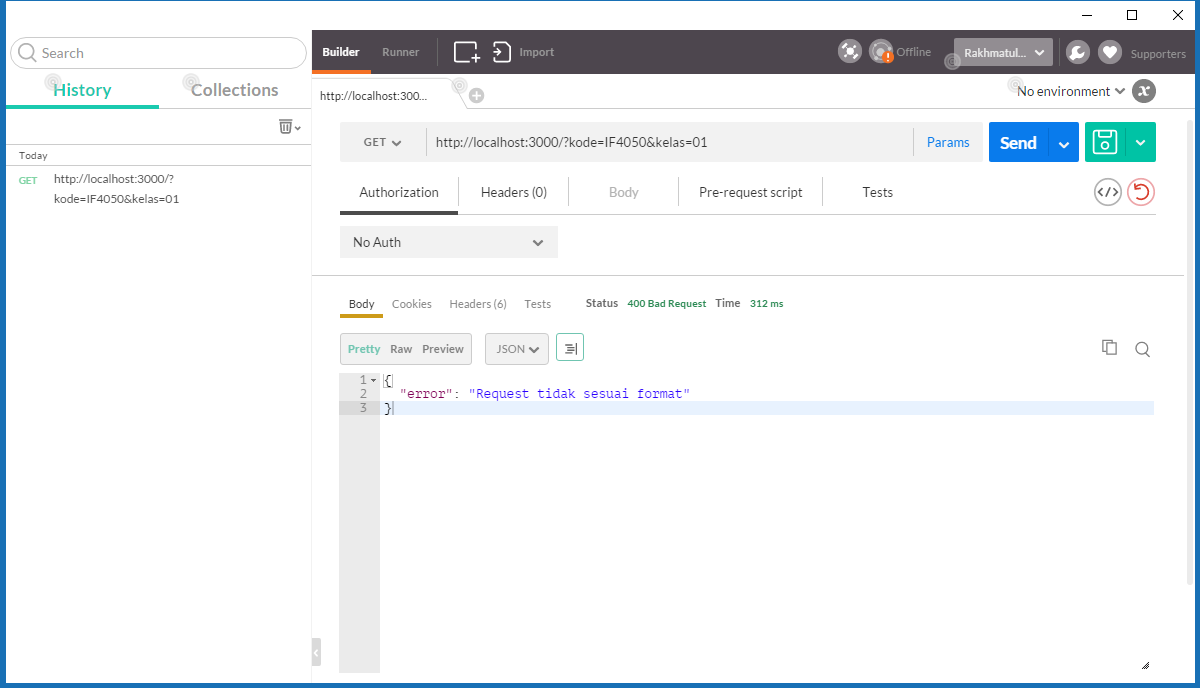 Search
History
Collections
Today
GET
http://localhost:3000/?
kode=IF4050&kelas=01
Builder
Runner
Import
Offline
Rakhmatul...
Supporters
http://localhost:300...
No environment
GET
http://localhost:3000/?kode=IF4050&kelas=01
Params
Send
Authorization
Headers (0)
Body
Pre-request script
Tests
No Auth
Body
Cookies
Headers (6)
Tests
Status 400 Bad Request Time 312 ms
Pretty
Raw
Preview
JSON
1 {
2 "error": "Request tidak sesuai format"
3 }